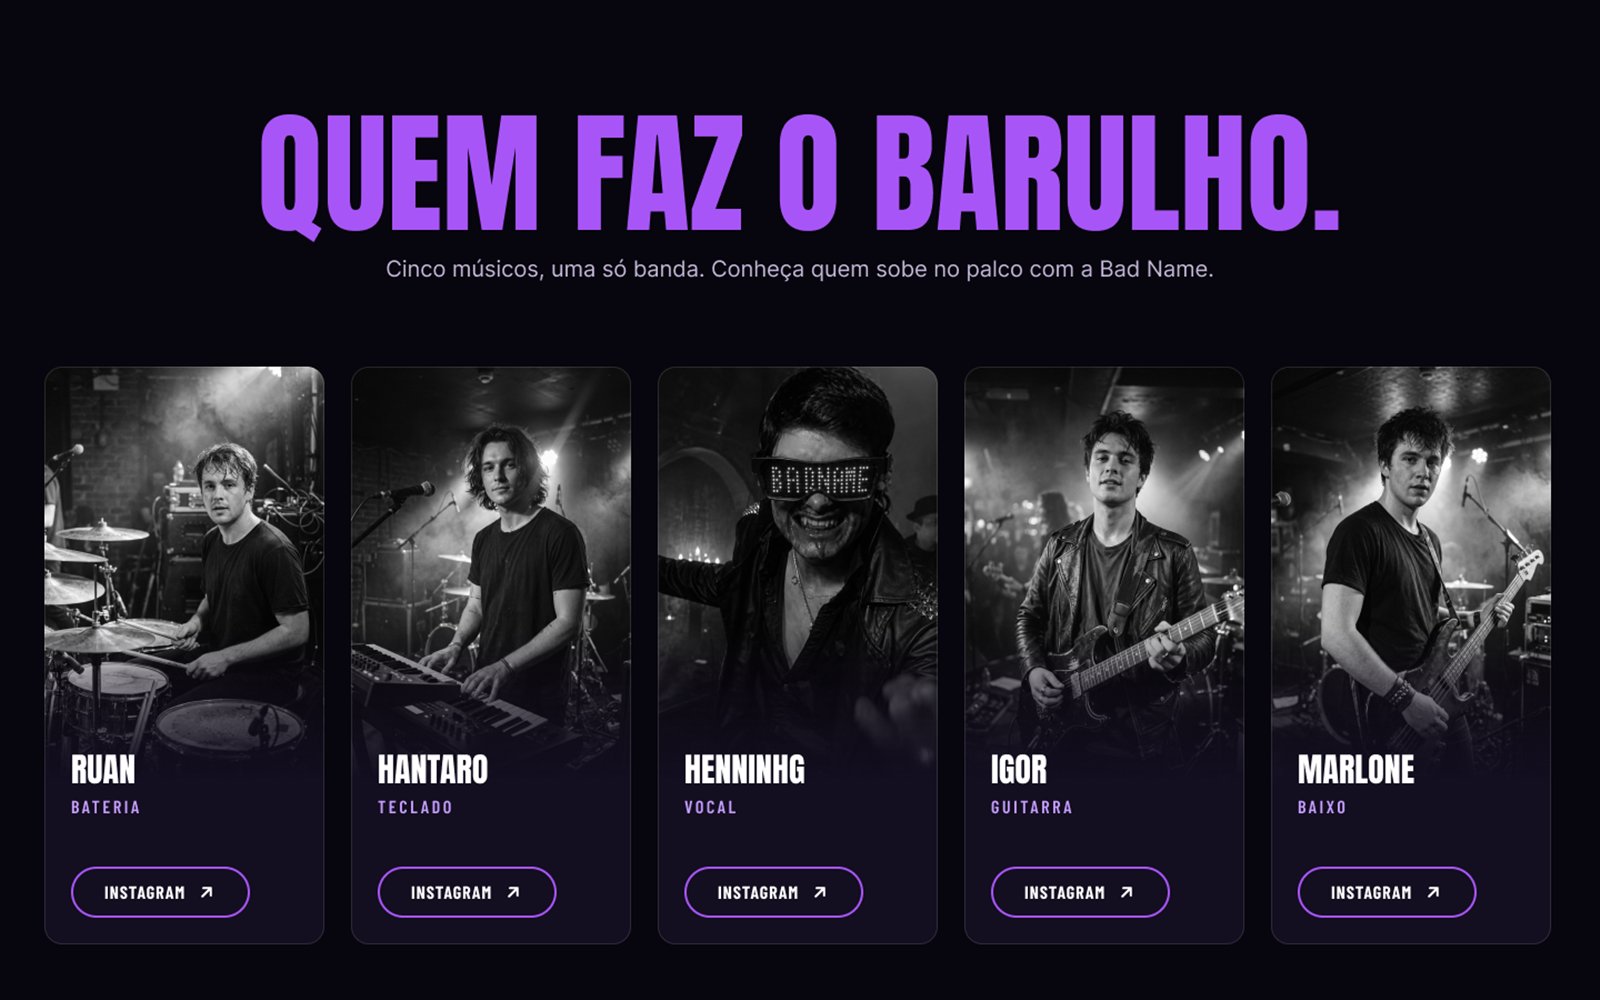 QUEM FAZ O BARULHO.
Cinco músicos, uma só banda. Conheça quem sobe no palco com a Bad Name.
BADNAME
RUAN
BATERIA
INSTAGRAM
HANTARO
TECLADO
INSTAGRAM
HENNINHG
VOCAL
INSTAGRAM
IGOR
GUITARRA
INSTAGRAM
MARLONE
BAIXO
INSTAGRAM